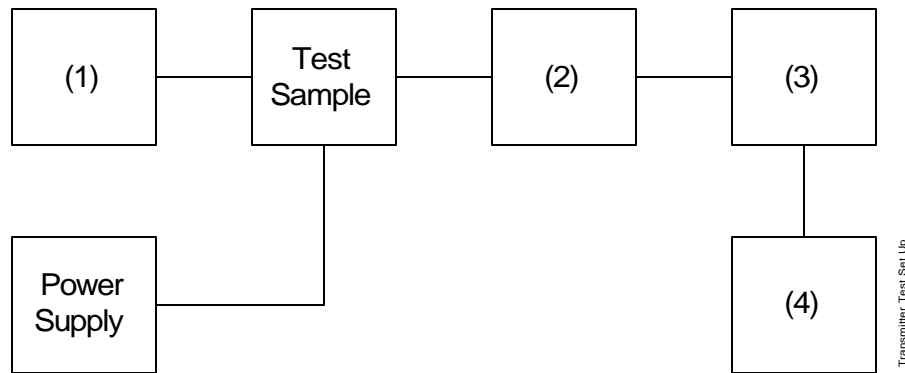 (1)
Test
Sample
(2)
(3)
Power
Supply
(4)
Transmitter Test Set Up